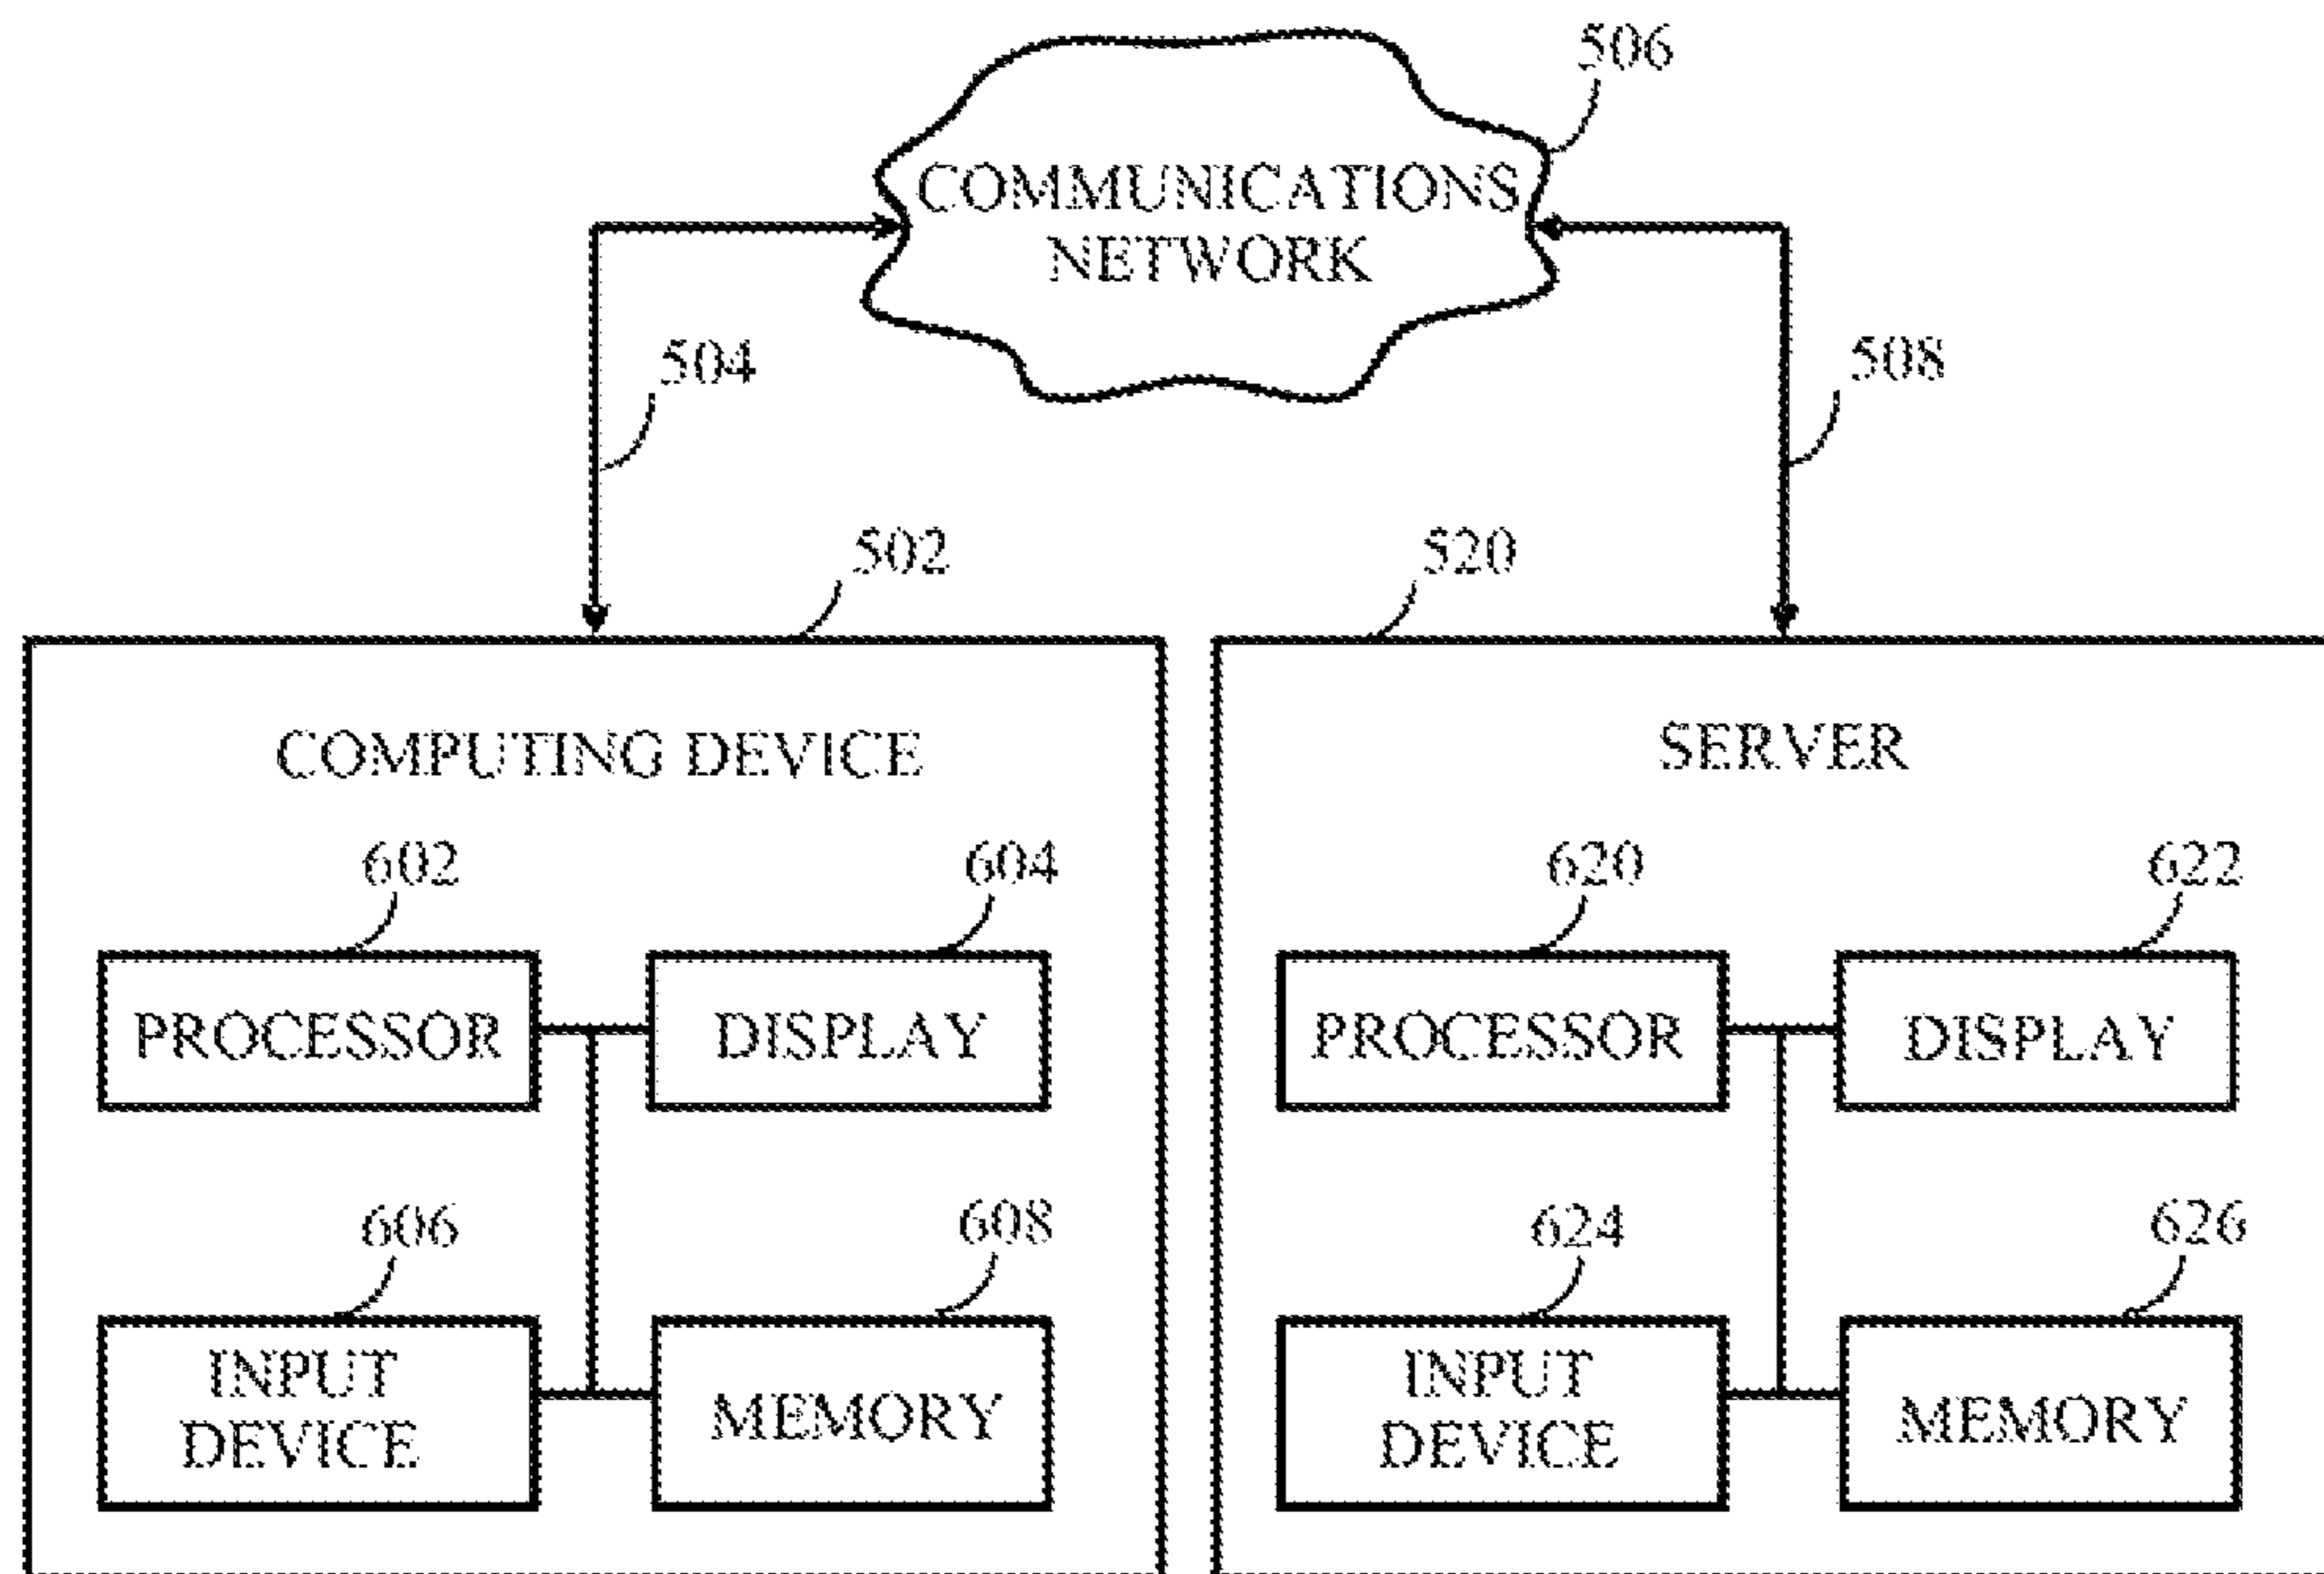 506
COMMUNICATIONS
NETWORK
504
508
502
520
COMPUTING DEVICE
SERVER
602
604
620
622
PROCESSOR
DISPLAY
PROCESSOR
DISPLAY
606
608
624
626
INPUT
DEVICE
MEMORY
INPUT
DEVICE
MEMORY